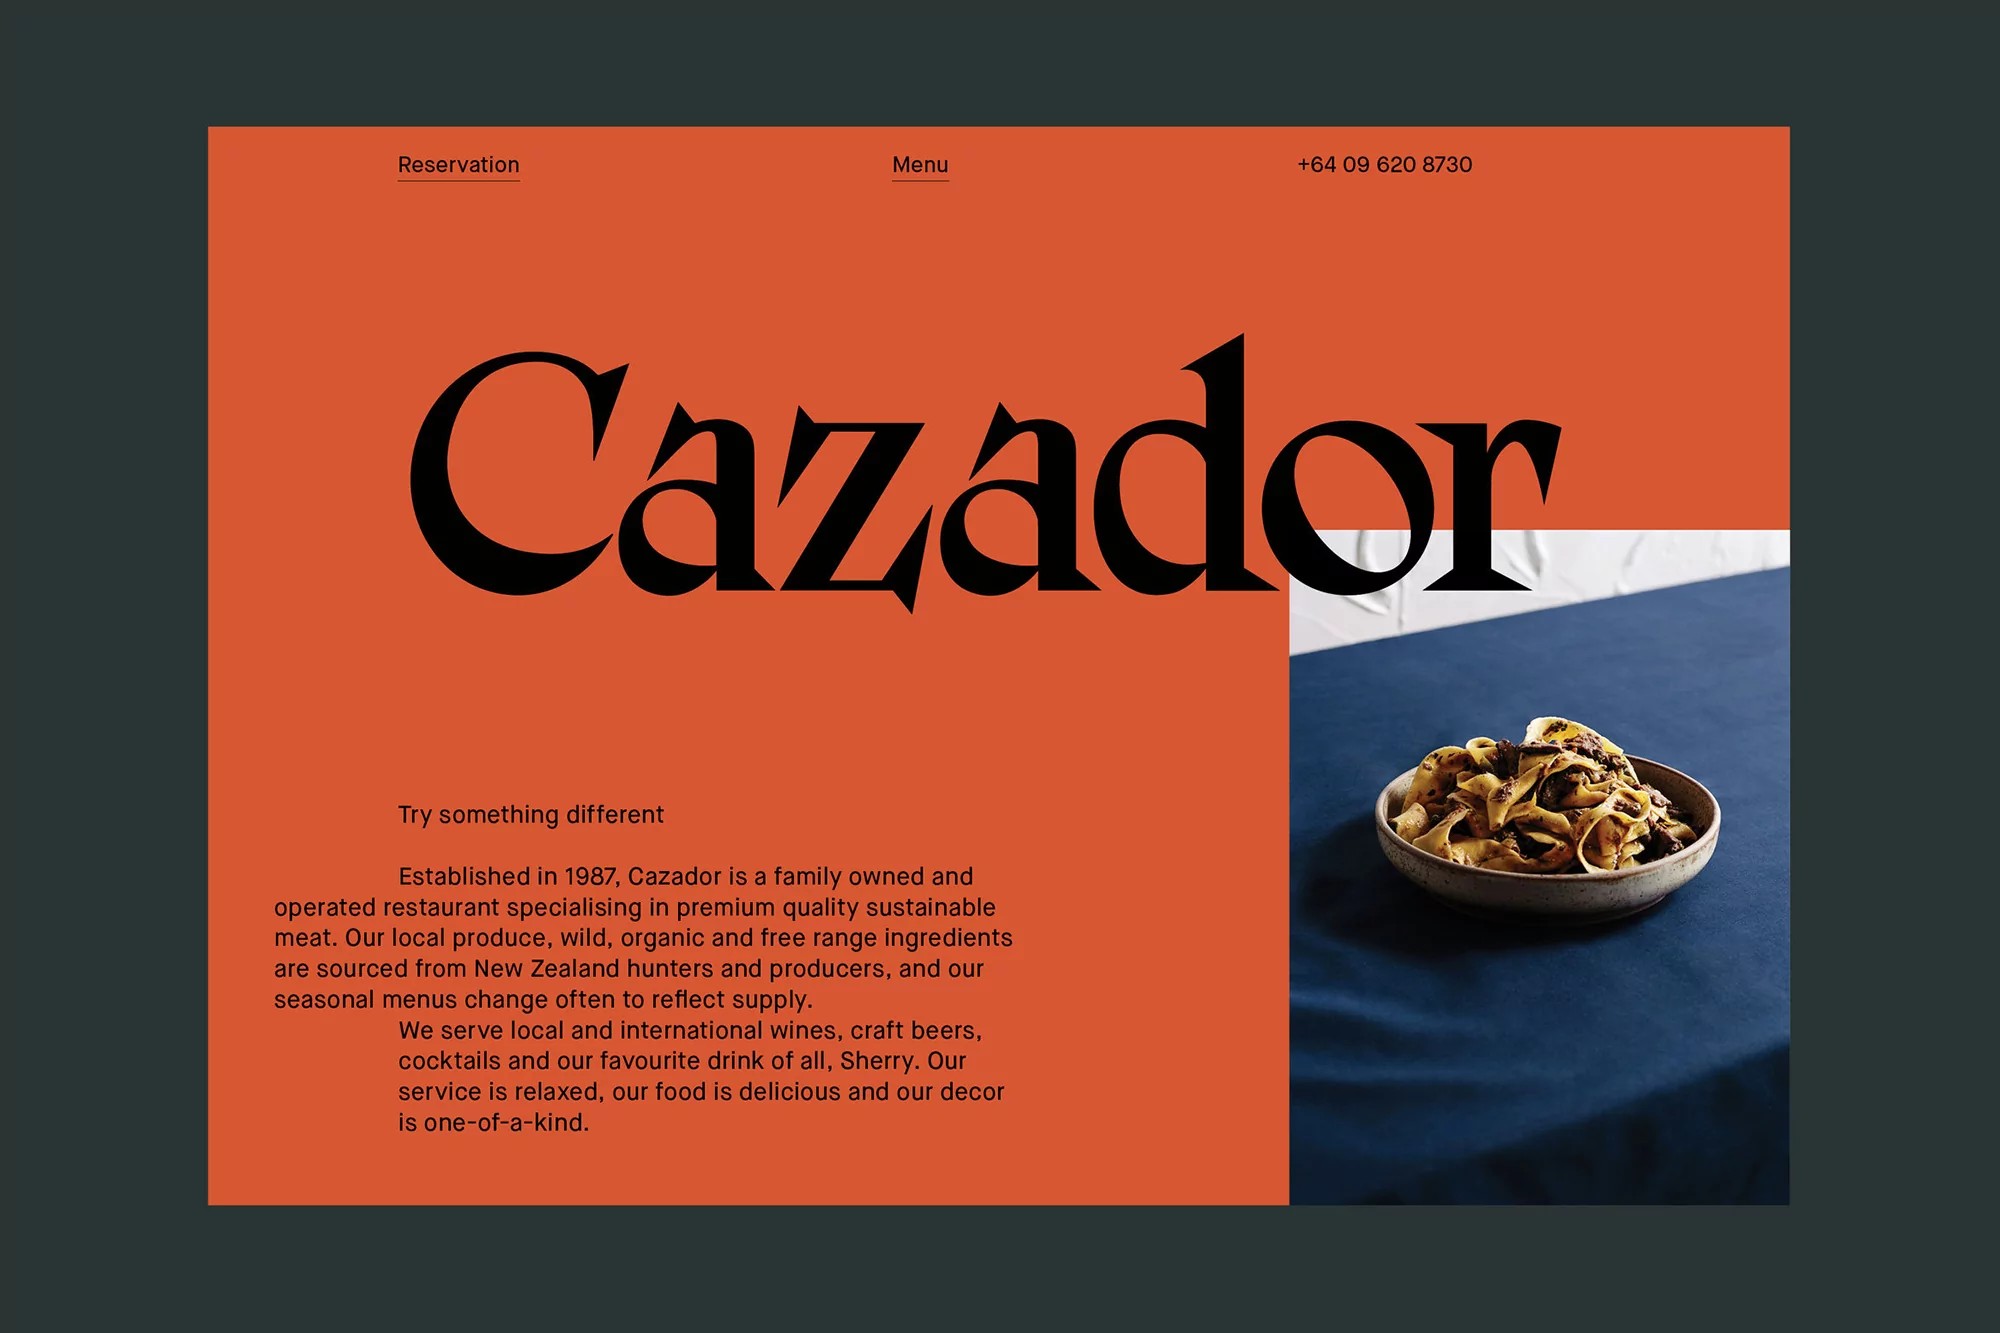 Reservation
Menu
+64 09 620 8730
Cazador
Try something different
Established in 1987, Cazador is a family owned and
operated restaurant specialising in premium quality sustainable
meat. Our local produce, wild, organic and free range ingredients
are sourced from New Zealand hunters and producers, and our
seasonal menus change often to reflect supply.
We serve local and international wines, craft beers,
cocktails and our favourite drink of all, Sherry. Our
service is relaxed, our food is delicious and our decor
is one-of-a-kind.